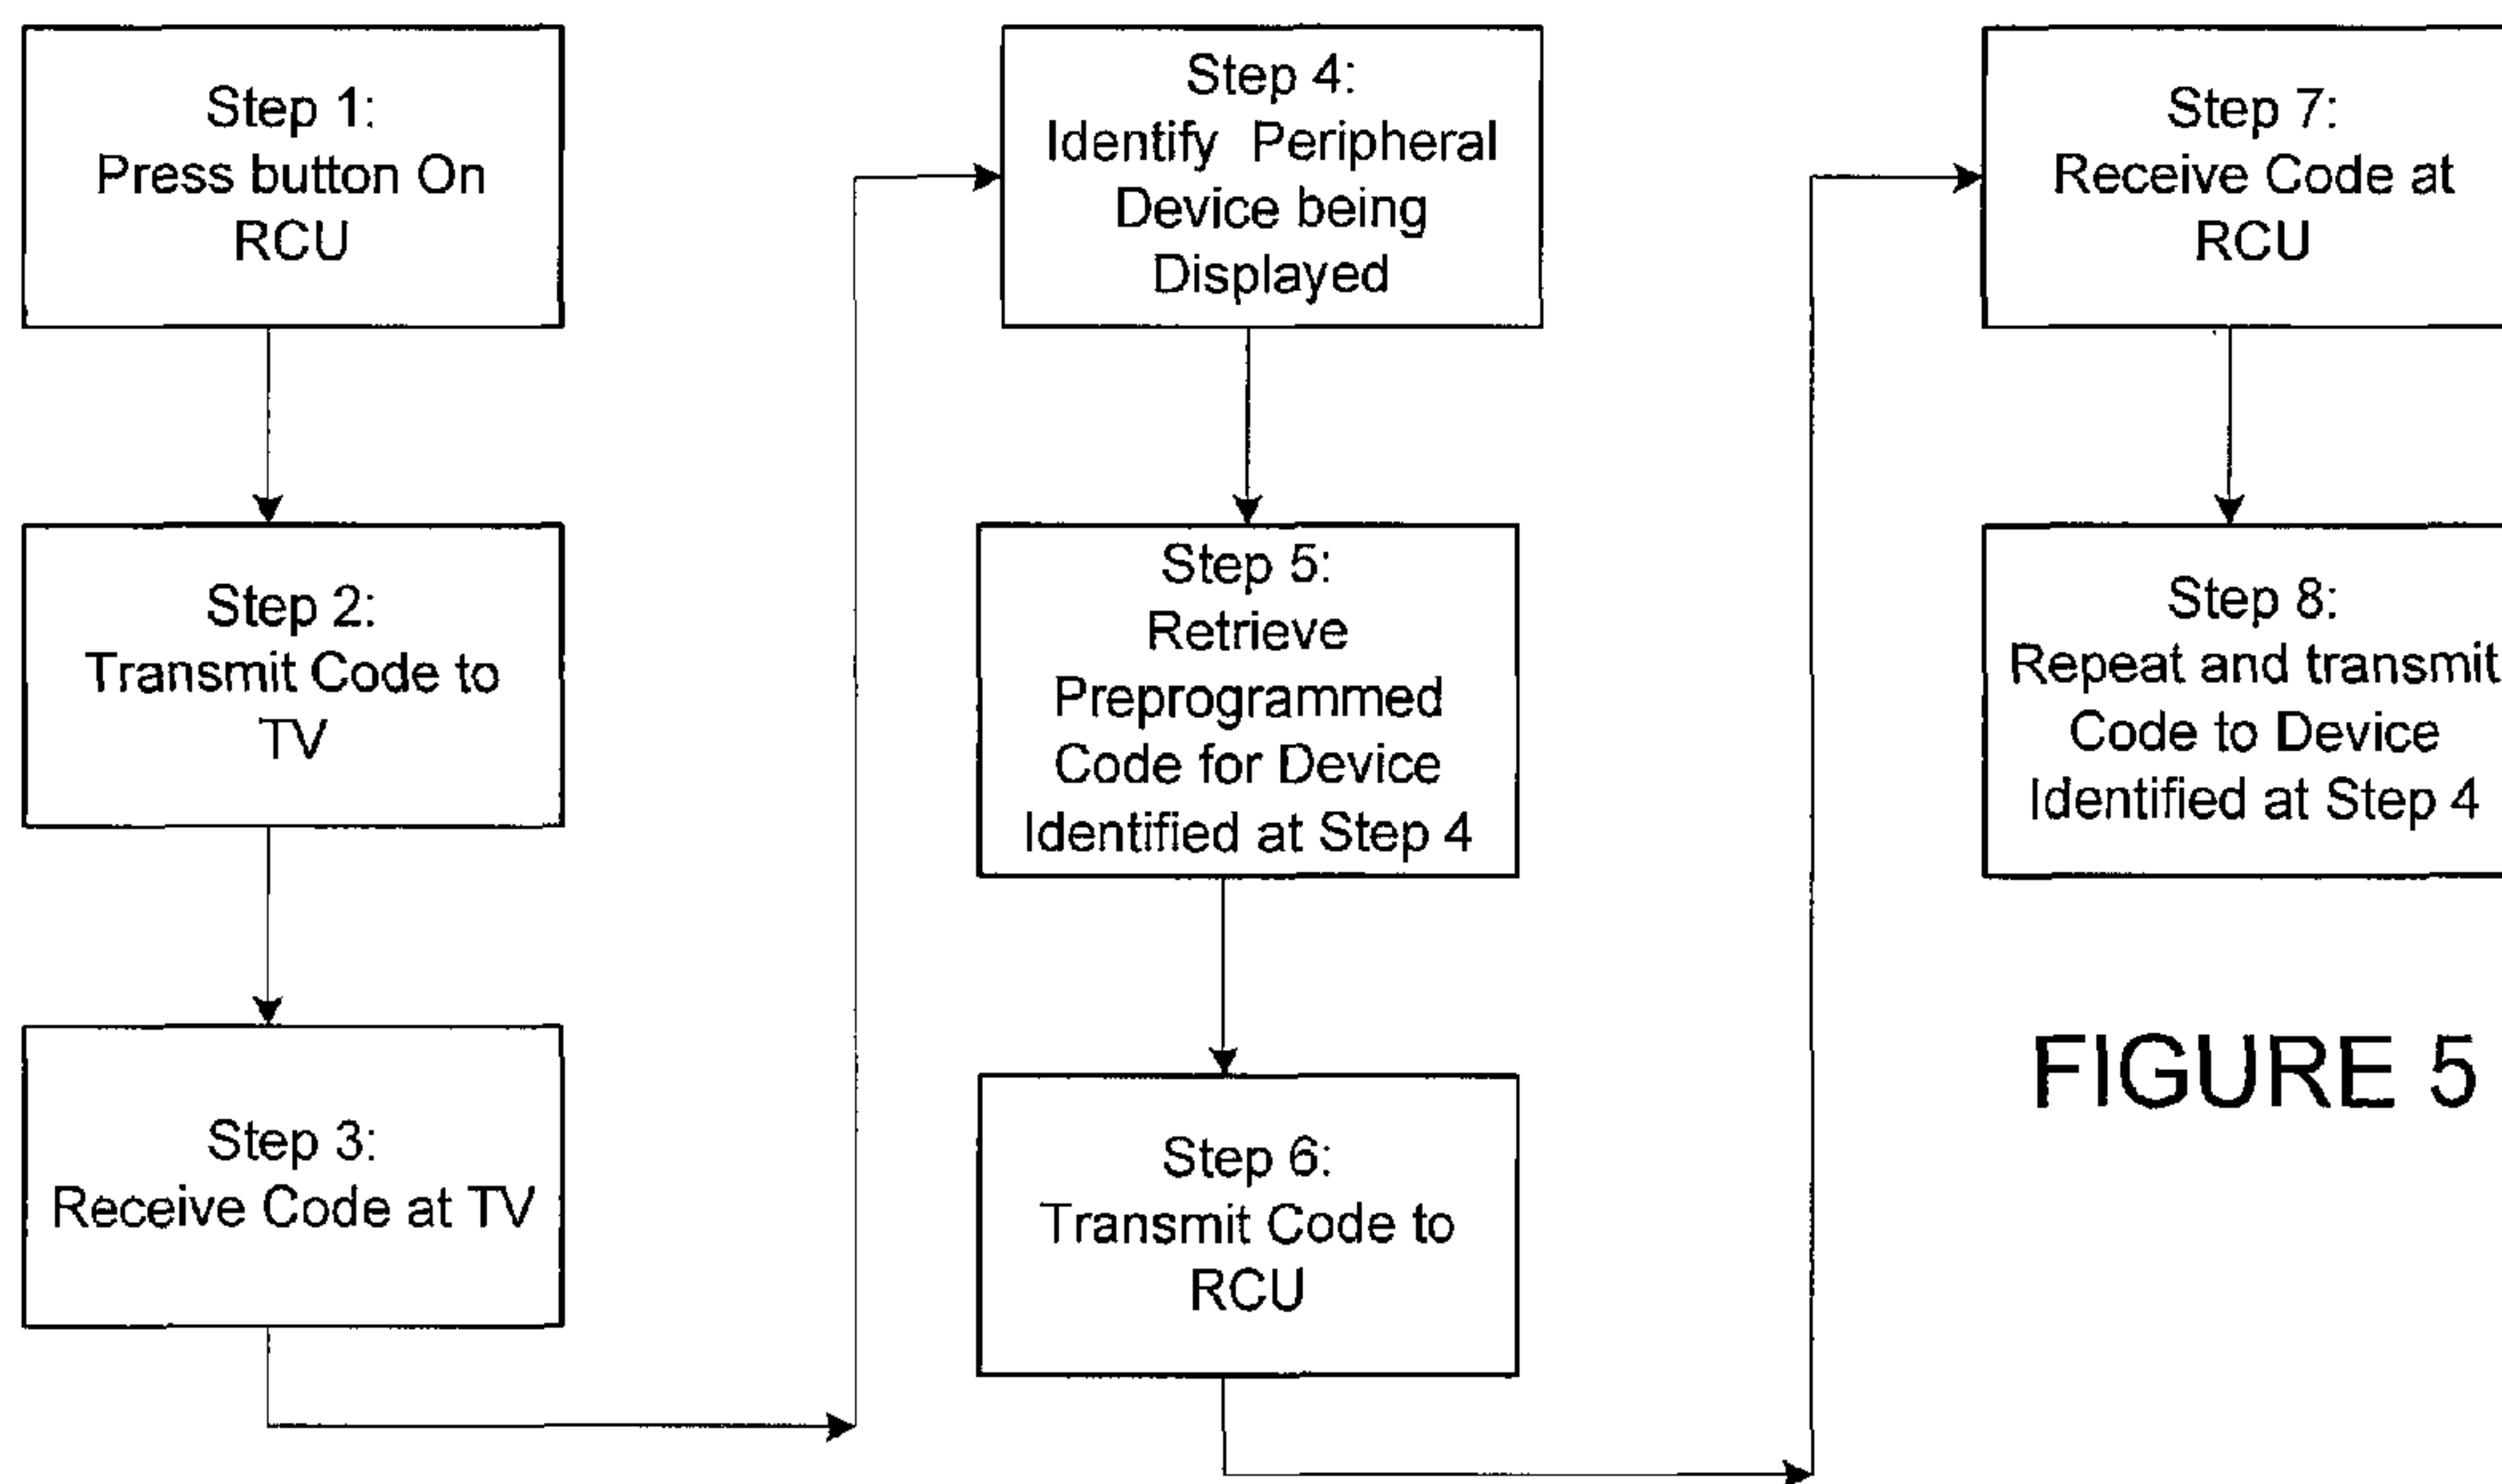 Step 1:
Press button On
RCU
Step 2:
Transmit Code to
TV
Step 3:
Receive Code at TV
Step 4:
Identify Peripheral
Device being
Displayed
Step 5:
Retrieve
Preprogrammed
Code for Device
Identified at Step 4
Step 6:
Transmit Code to
RCU
Step 7:
Receive Code at
RCU
Step 8:
Repeat and transmit
Code to Device
Identified at Step 4
FIGURE 5